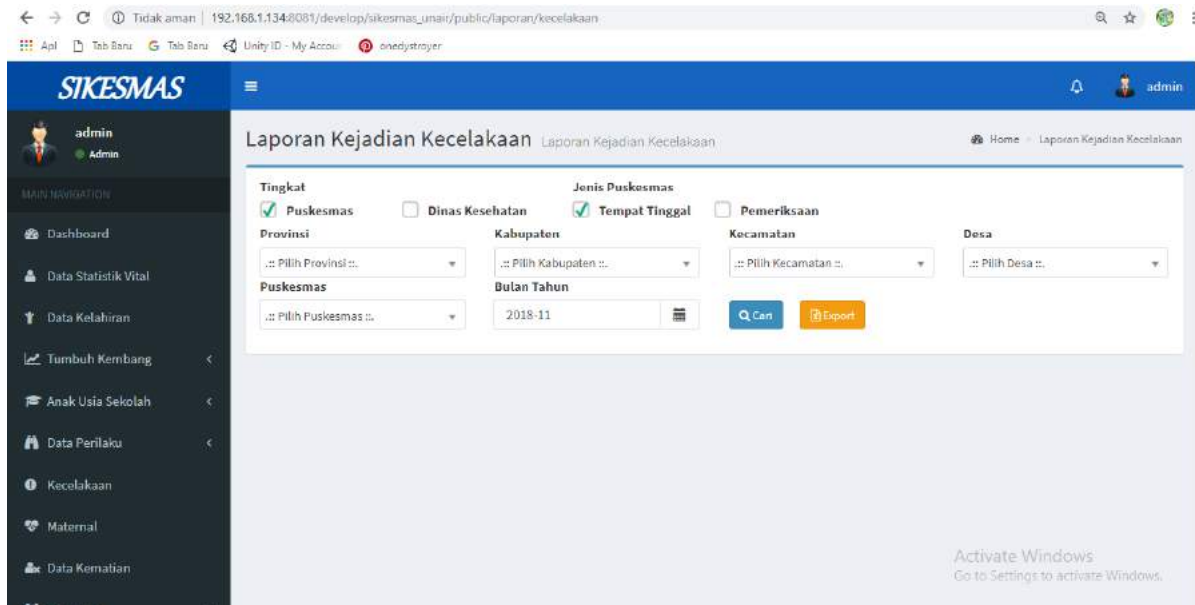 Tidak aman | 192.168.1.134:8081/develop/sikesmas_unair/public/laporan/kecelakaan
Apl Tab Baru Tab Baru Unity ID - My Accou onedystroyer
SIKESMAS
admin
admin
Admin
Laporan Kejadian Kecelakaan Laporan Kejadian Kecelakaan
Home > Laporan Kejadian Kecelakaan
MAIN NAVIGATION
Dashboard
Data Statistik Vital
Data Kelahiran
Tumbuh Kembang
Anak Usia Sekolah
Data Perilaku
Kecelakaan
Maternal
Data Kematian
Tingkat Jenis Puskesmas
Puskesmas Dinas Kesehatan Tempat Tinggal Pemeriksaan
Provinsi Kabupaten Kecamatan Desa
.:: Pilih Provinsi ::. .:: Pilih Kabupaten ::. .:: Pilih Kecamatan ::. .:: Pilih Desa ::.
Puskesmas Bulan Tahun
.:: Pilih Puskesmas ::. 2018-11 Cari Export
Activate Windows
Go to Settings to activate Windows.